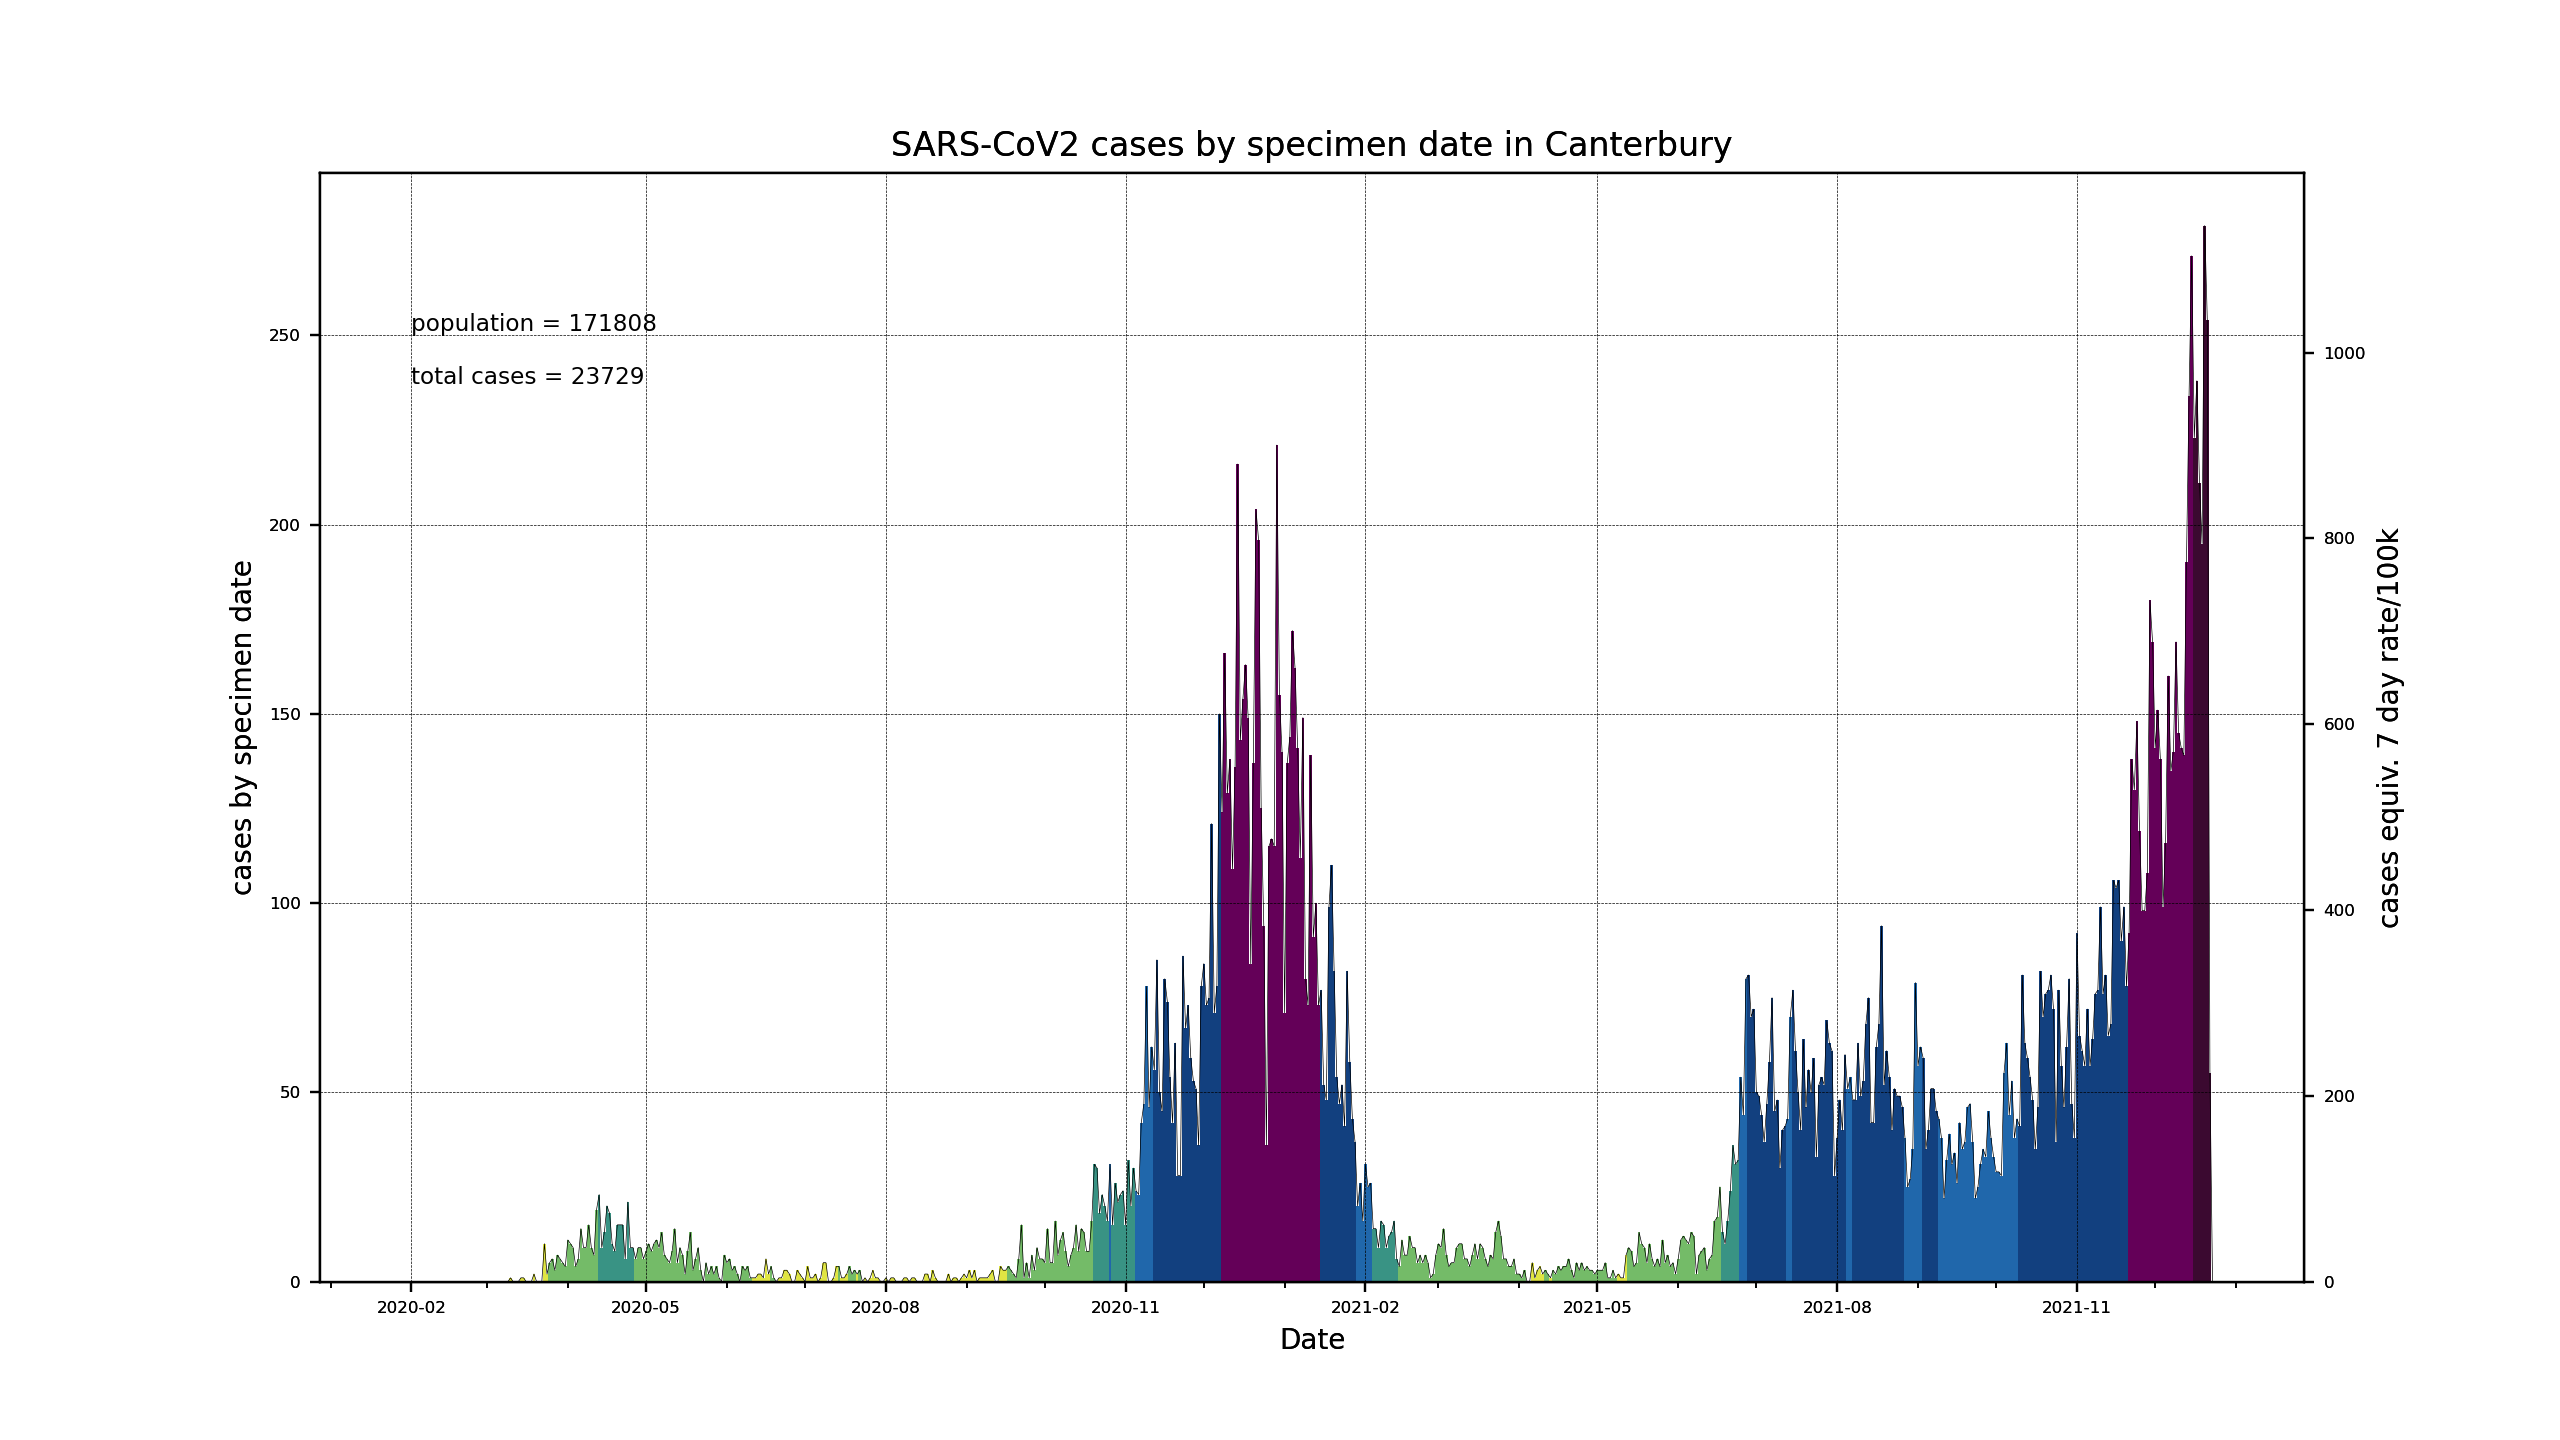 SARS-CoV2 cases by specimen date in Canterbury
population = 171808
total cases = 23729
cases by specimen date
250
200
150
100
50
0
1000
800
600
400
200
0
cases equiv. 7 day rate/100k
2020-02 2020-05 2020-08 2020-11 2021-02 2021-05 2021-08 2021-11
Date